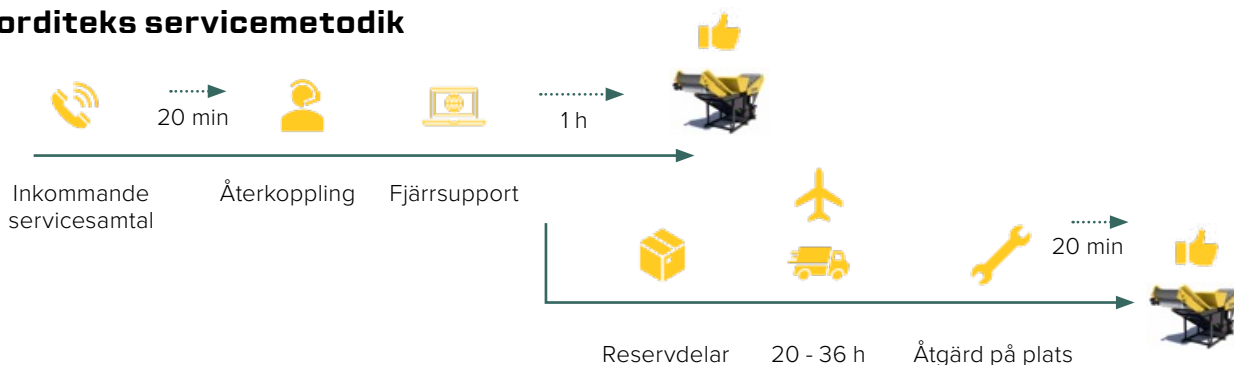 orditeks servicemetodik
20 min
1 h
Inkommande
servicesamtal
Återkoppling
Fjärrsupport
20 min
Reservdelar
20 - 36 h
Åtgärd på plats